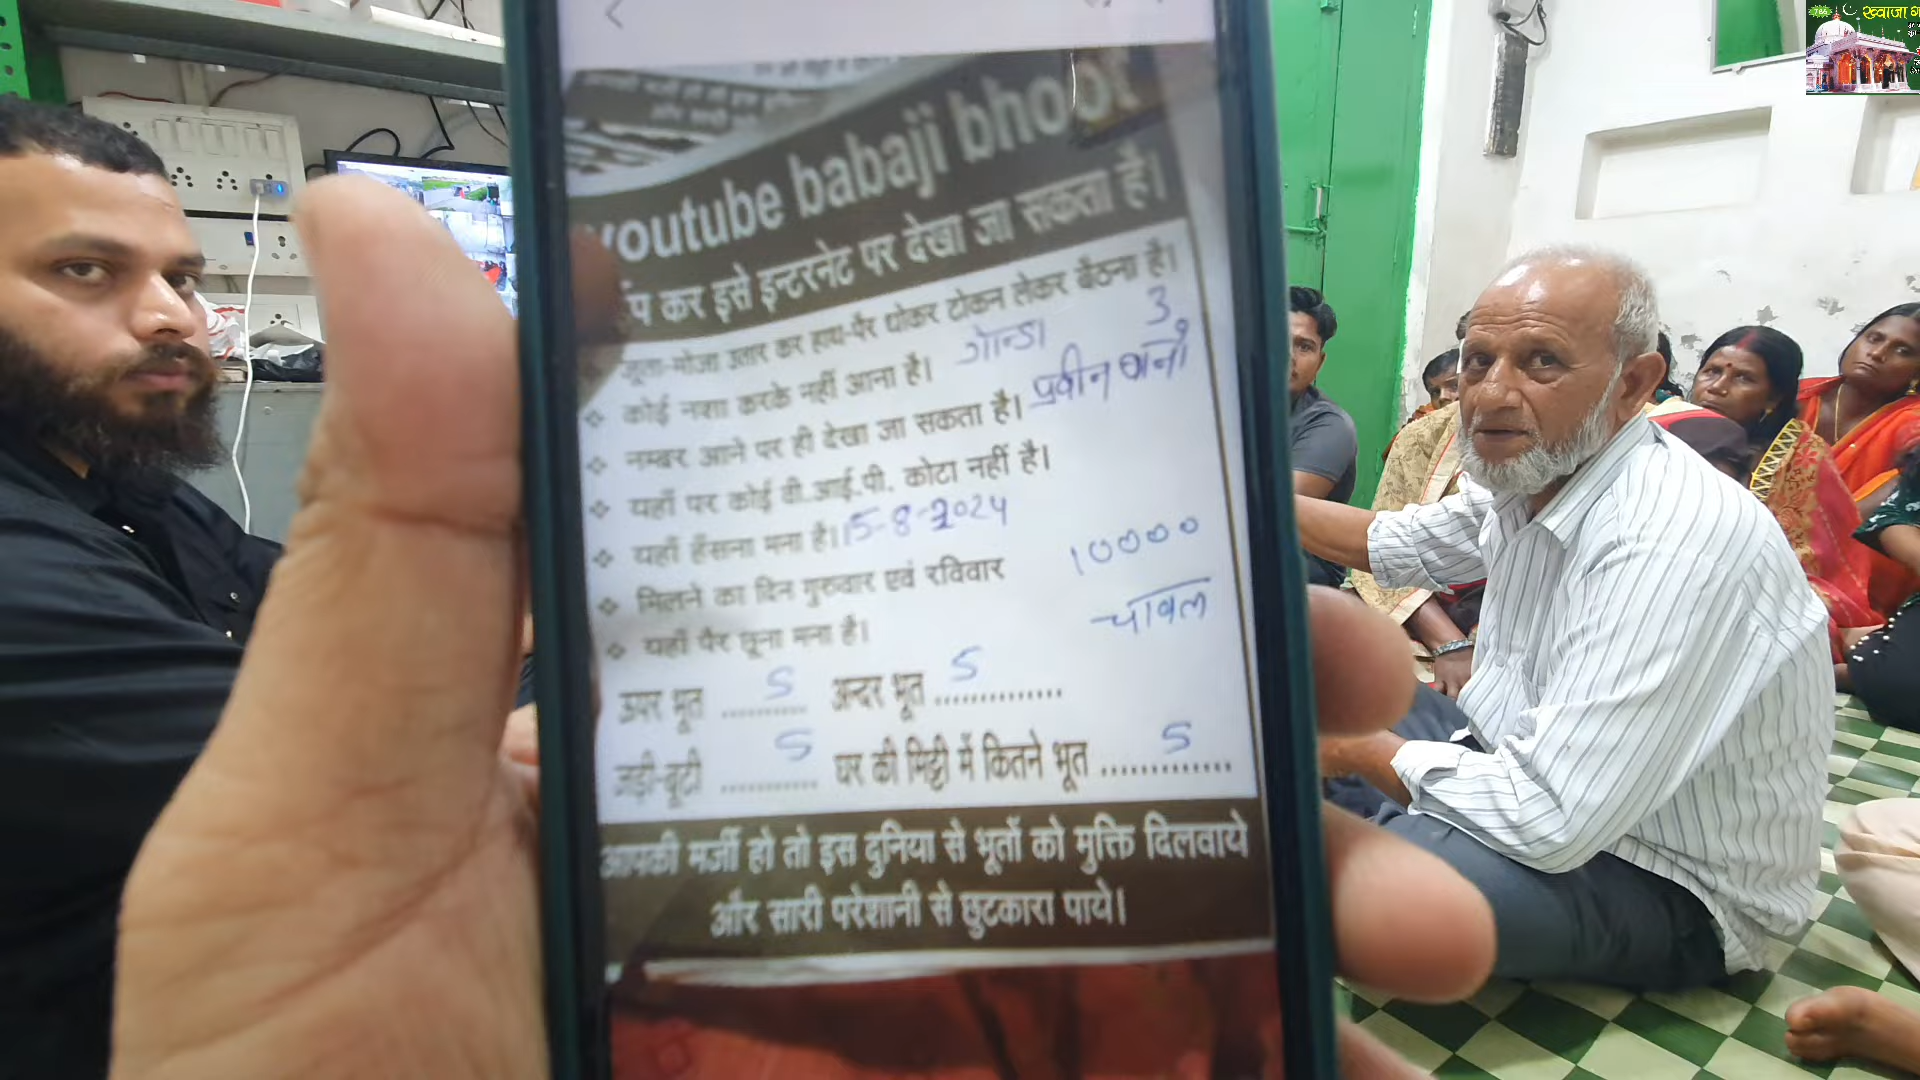 786
ख्वाजा ग
youtube babaji bhoot
कर इसे इन्टरनेट पर देखा जा सकता है।
जूता-मोजा उतार कर हाथ-पैर धोकर टोकन लेकर बैठना है।
कोई नशा करके नहीं आना है। गोन्डा 3
नम्बर आने पर ही देखा जा सकता है। प्रवीन
यहाँ पर कोई वी.आई.पी. कोटा नहीं है।
यहाँ हँसना मना है। 15-8-2024
मिलने का दिन गुरुवार एवं रविवार 10000
यहाँ पैर छूना मना है। चावल
ऊपर भूत .......... 5 अन्दर भूत .............. 5
जड़ी-बूटी .......... 5 घर की मिट्टी में कितने भूत .............. 5
आपकी मर्जी हो तो इस दुनिया से भूतों को मुक्ति दिलवाये
और सारी परेशानी से छुटकारा पाये।